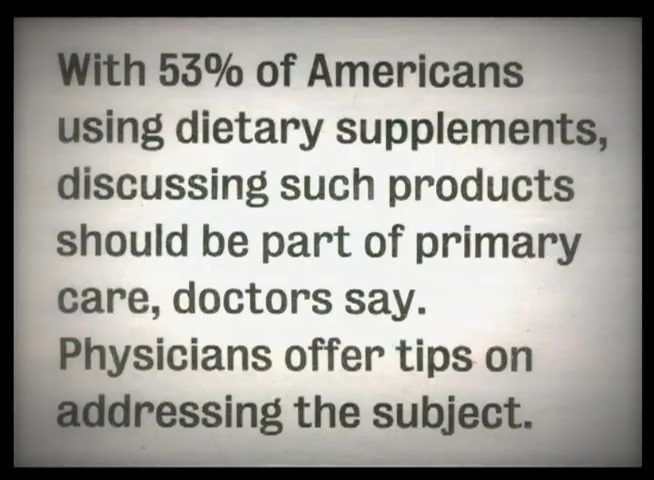 With 53% of Americans
using dietary supplements,
discussing such products
should be part of primary
care, doctors say.
Physicians offer tips on
addressing the subject.